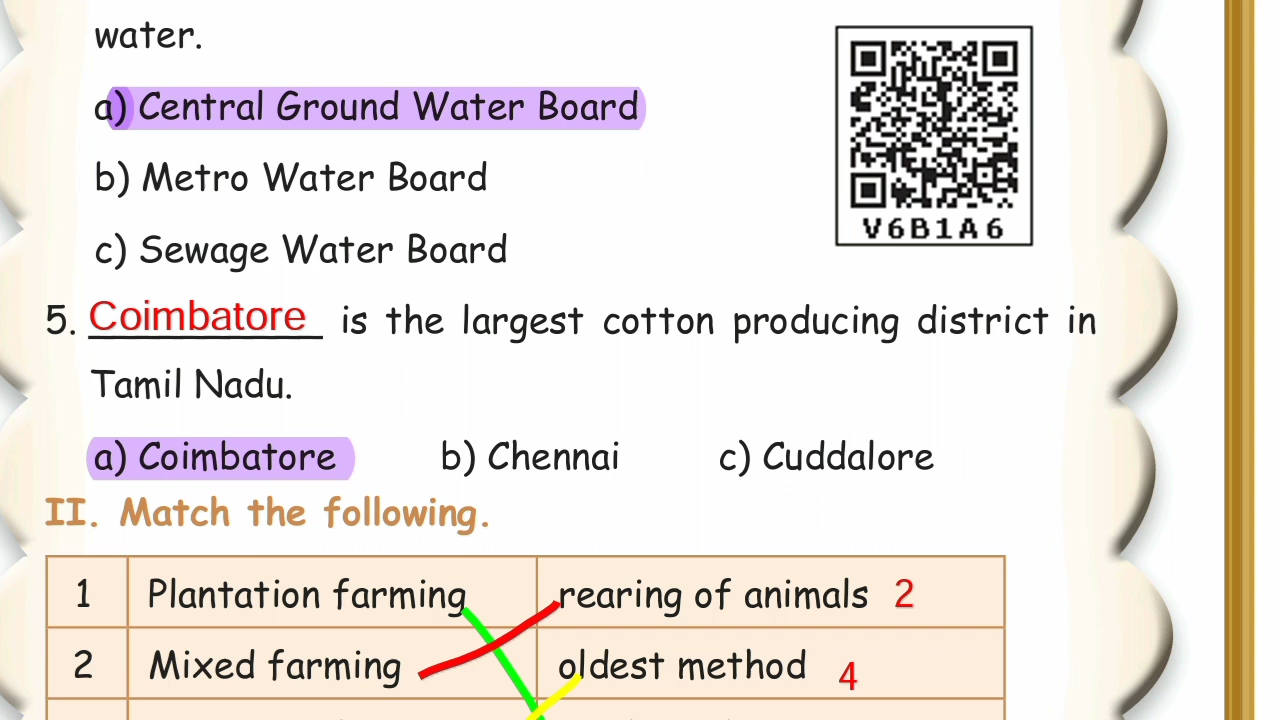 water.
a) Central Ground Water Board
b) Metro Water Board
V6B1A6
c) Sewage Water Board
5. Coimbatore is the largest cotton producing district in
Tamil Nadu.
a) Coimbatore b) Chennai c) Cuddalore
II. Match the following.
1 Plantation farming rearing of animals 2
2 Mixed farming oldest method 4